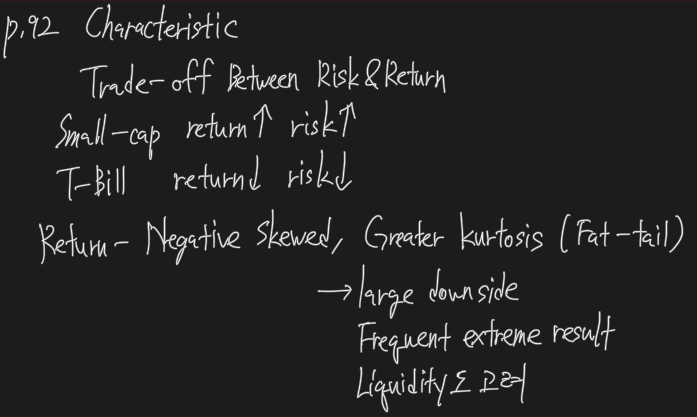 p.92 Characteristic
Trade-off Between Risk & Return
Small-cap return↑ risk↑
T-Bill return↓ risk↓
Return - Negative Skewed, Greater kurtosis (Fat-tail)
→ large downside
Frequent extreme result
Liquidity도 고려